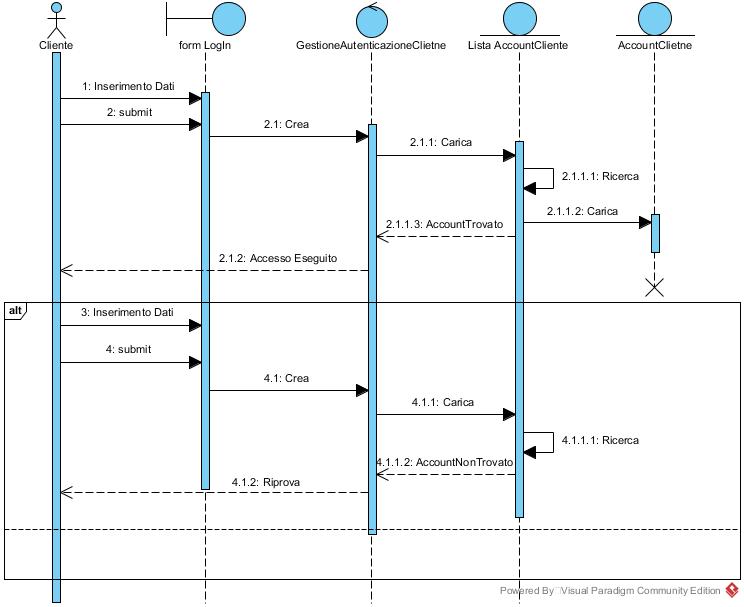 Cliente
form LogIn
GestioneAutenticazioneClietne
Lista AccountCliente
AccountClietne
1: Inserimento Dati
2: submit
2.1: Crea
2.1.1: Carica
2.1.1.1: Ricerca
2.1.1.2: Carica
2.1.1.3: AccountTrovato
2.1.2: Accesso Eseguito
alt
3: Inserimento Dati
4: submit
4.1: Crea
4.1.1: Carica
4.1.1.1: Ricerca
4.1.1.2: AccountNonTrovato
4.1.2: Riprova
Powered By Visual Paradigm Community Edition